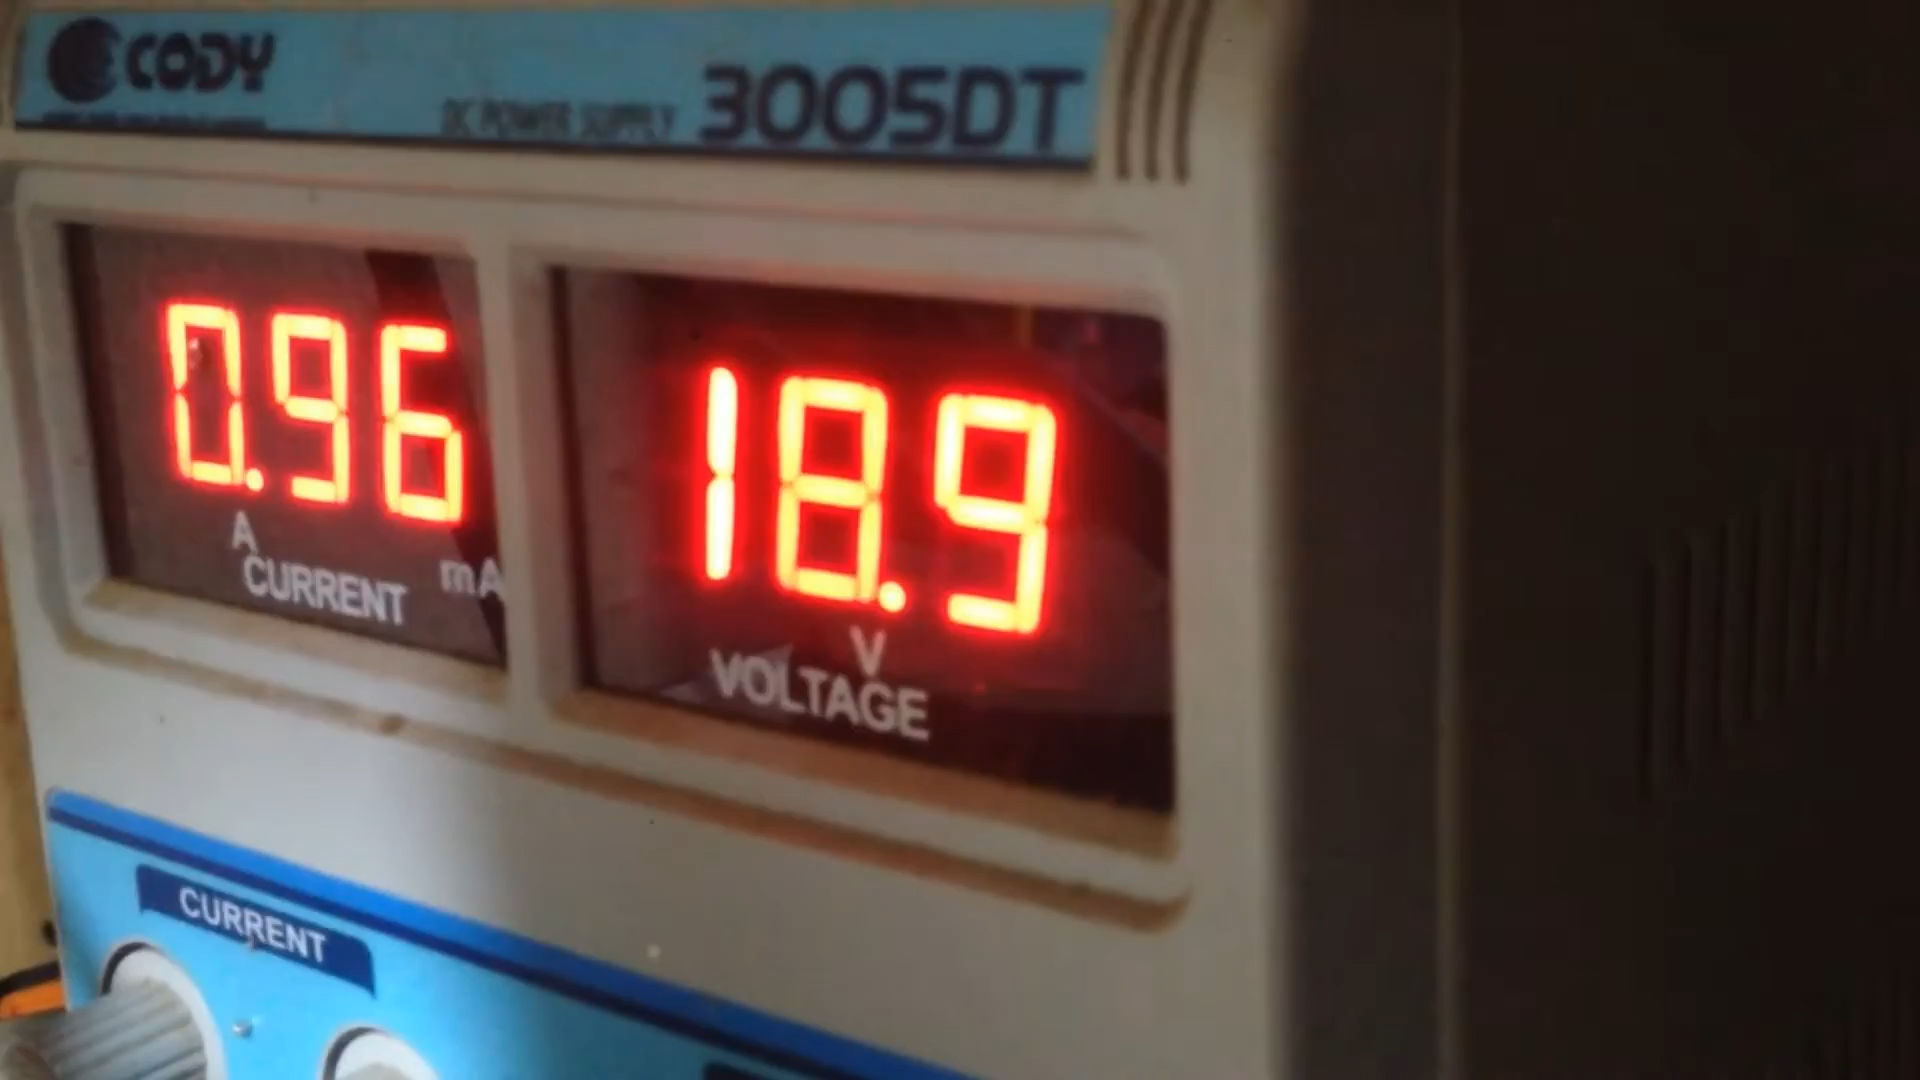 CODY
DC POWER SUPPLY 3005DT
0.96
A
mA
CURRENT
18.9
V
VOLTAGE
CURRENT